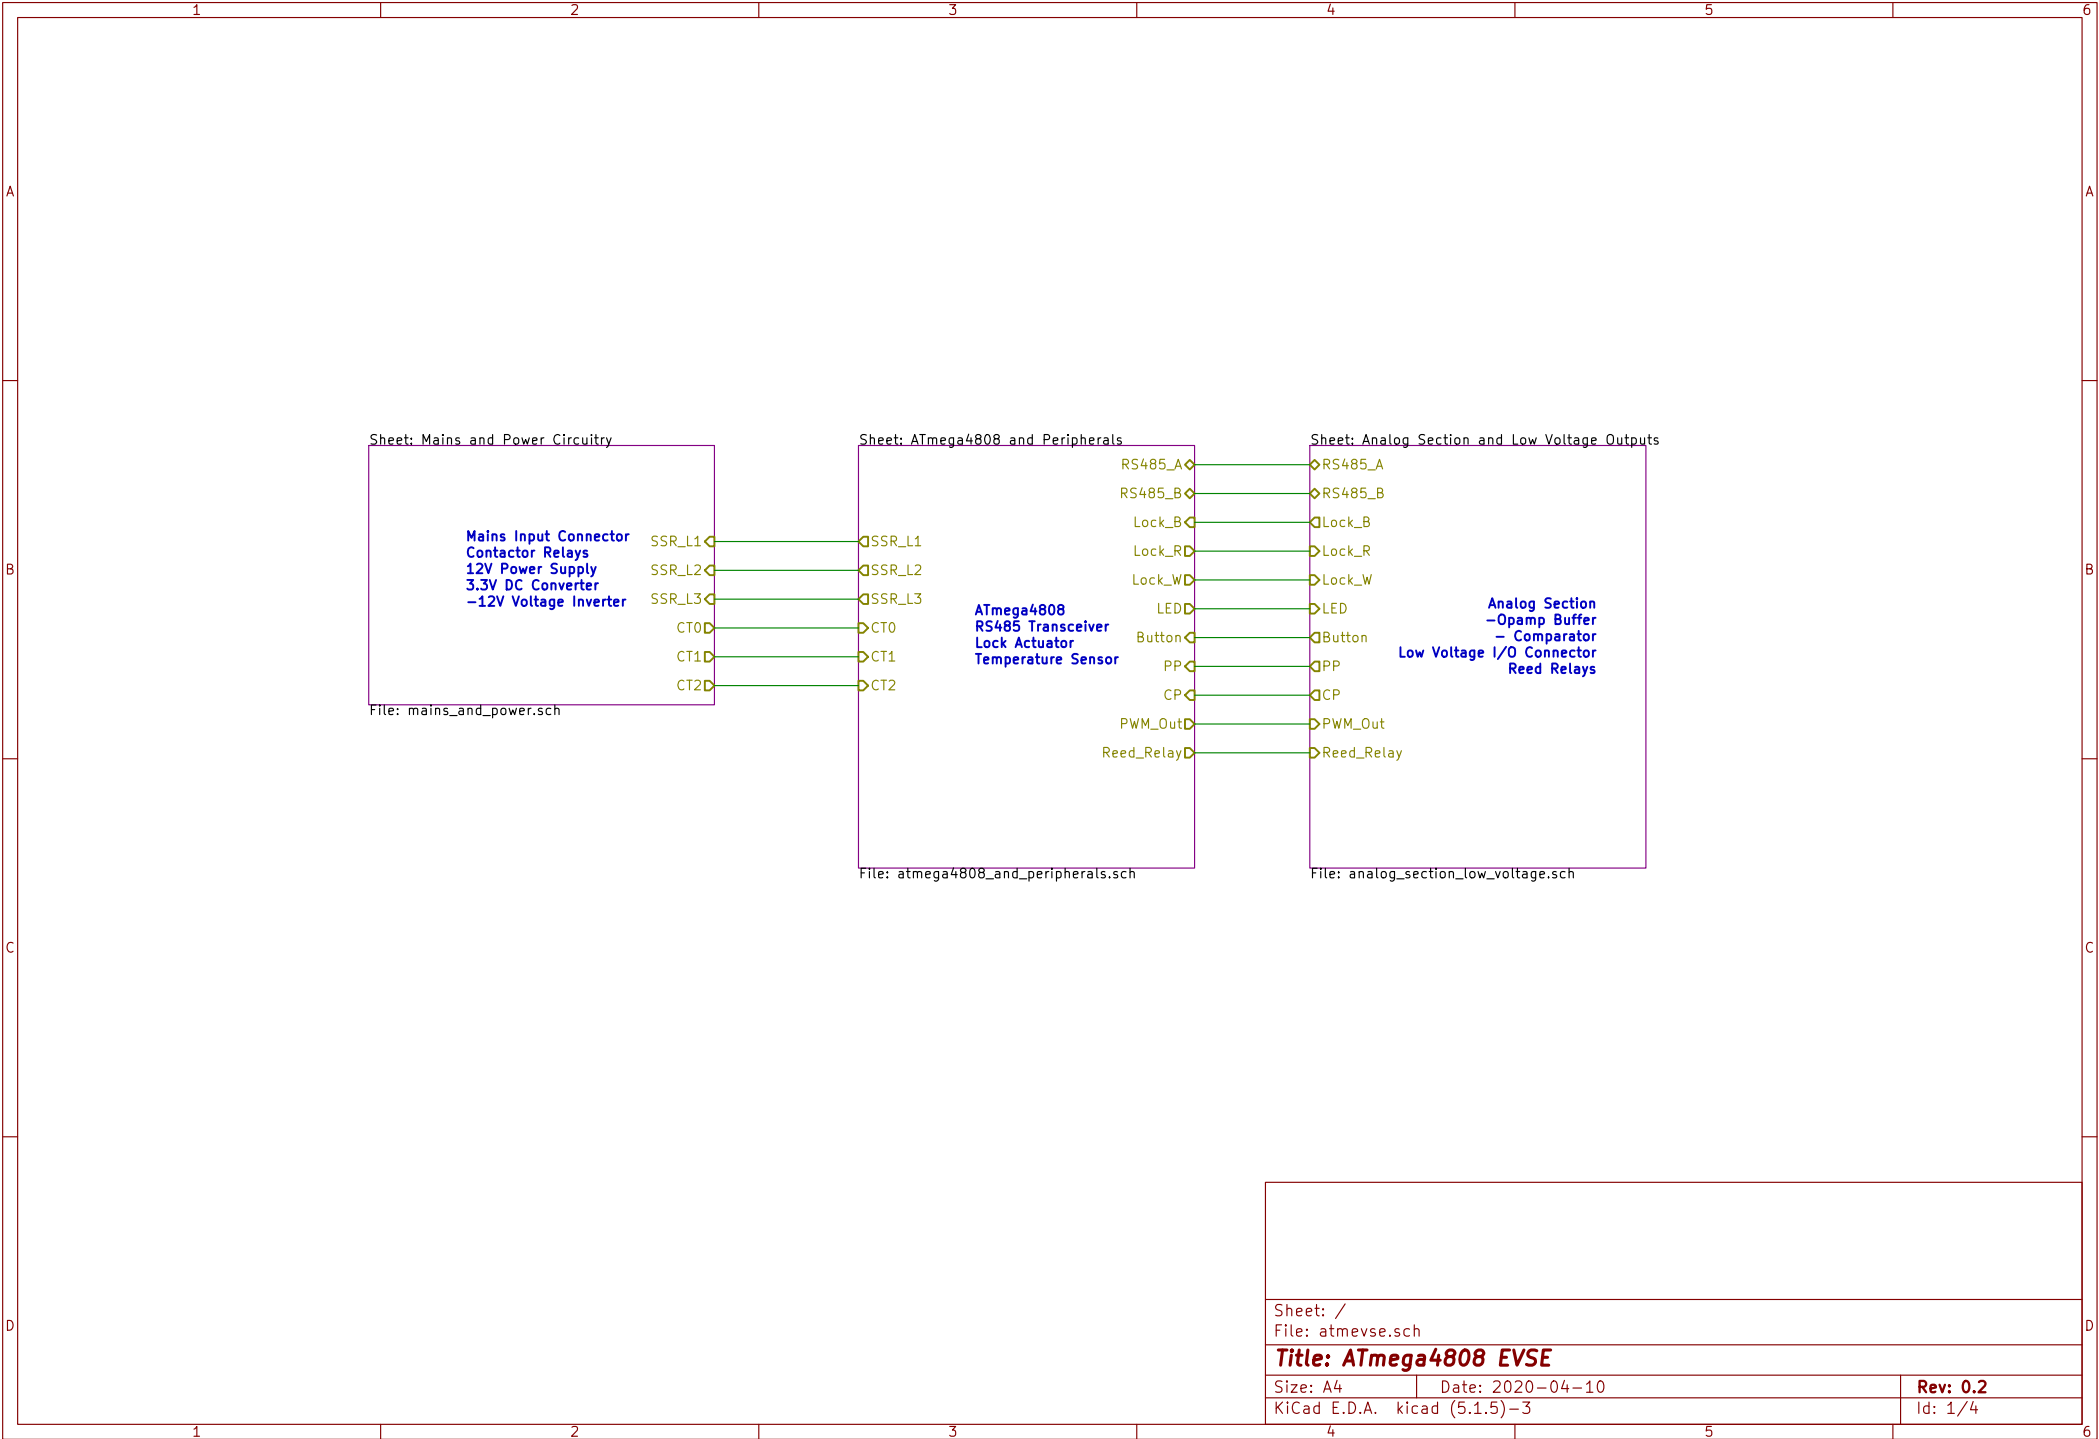 1 2 3 4 5 6
A A
B B
C C
D D
Sheet: Mains and Power Circuitry
Mains Input Connector
Contactor Relays
12V Power Supply
3.3V DC Converter
-12V Voltage Inverter
SSR_L1
SSR_L2
SSR_L3
CT0
CT1
CT2
File: mains_and_power.sch
Sheet: ATmega4808 and Peripherals
SSR_L1
SSR_L2
SSR_L3
CT0
CT1
CT2
ATmega4808
RS485 Transceiver
Lock Actuator
Temperature Sensor
RS485_A
RS485_B
Lock_B
Lock_R
Lock_W
LED
Button
PP
CP
PWM_Out
Reed_Relay
File: atmega4808_and_peripherals.sch
Sheet: Analog Section and Low Voltage Outputs
RS485_A
RS485_B
Lock_B
Lock_R
Lock_W
LED
Button
PP
CP
PWM_Out
Reed_Relay
Analog Section
-Opamp Buffer
- Comparator
Low Voltage I/O Connector
Reed Relays
File: analog_section_low_voltage.sch
Sheet: /
File: atmevse.sch
Title: ATmega4808 EVSE
Size: A4 Date: 2020-04-10 Rev: 0.2
KiCad E.D.A. kicad (5.1.5)-3 Id: 1/4
1 2 3 4 5 6